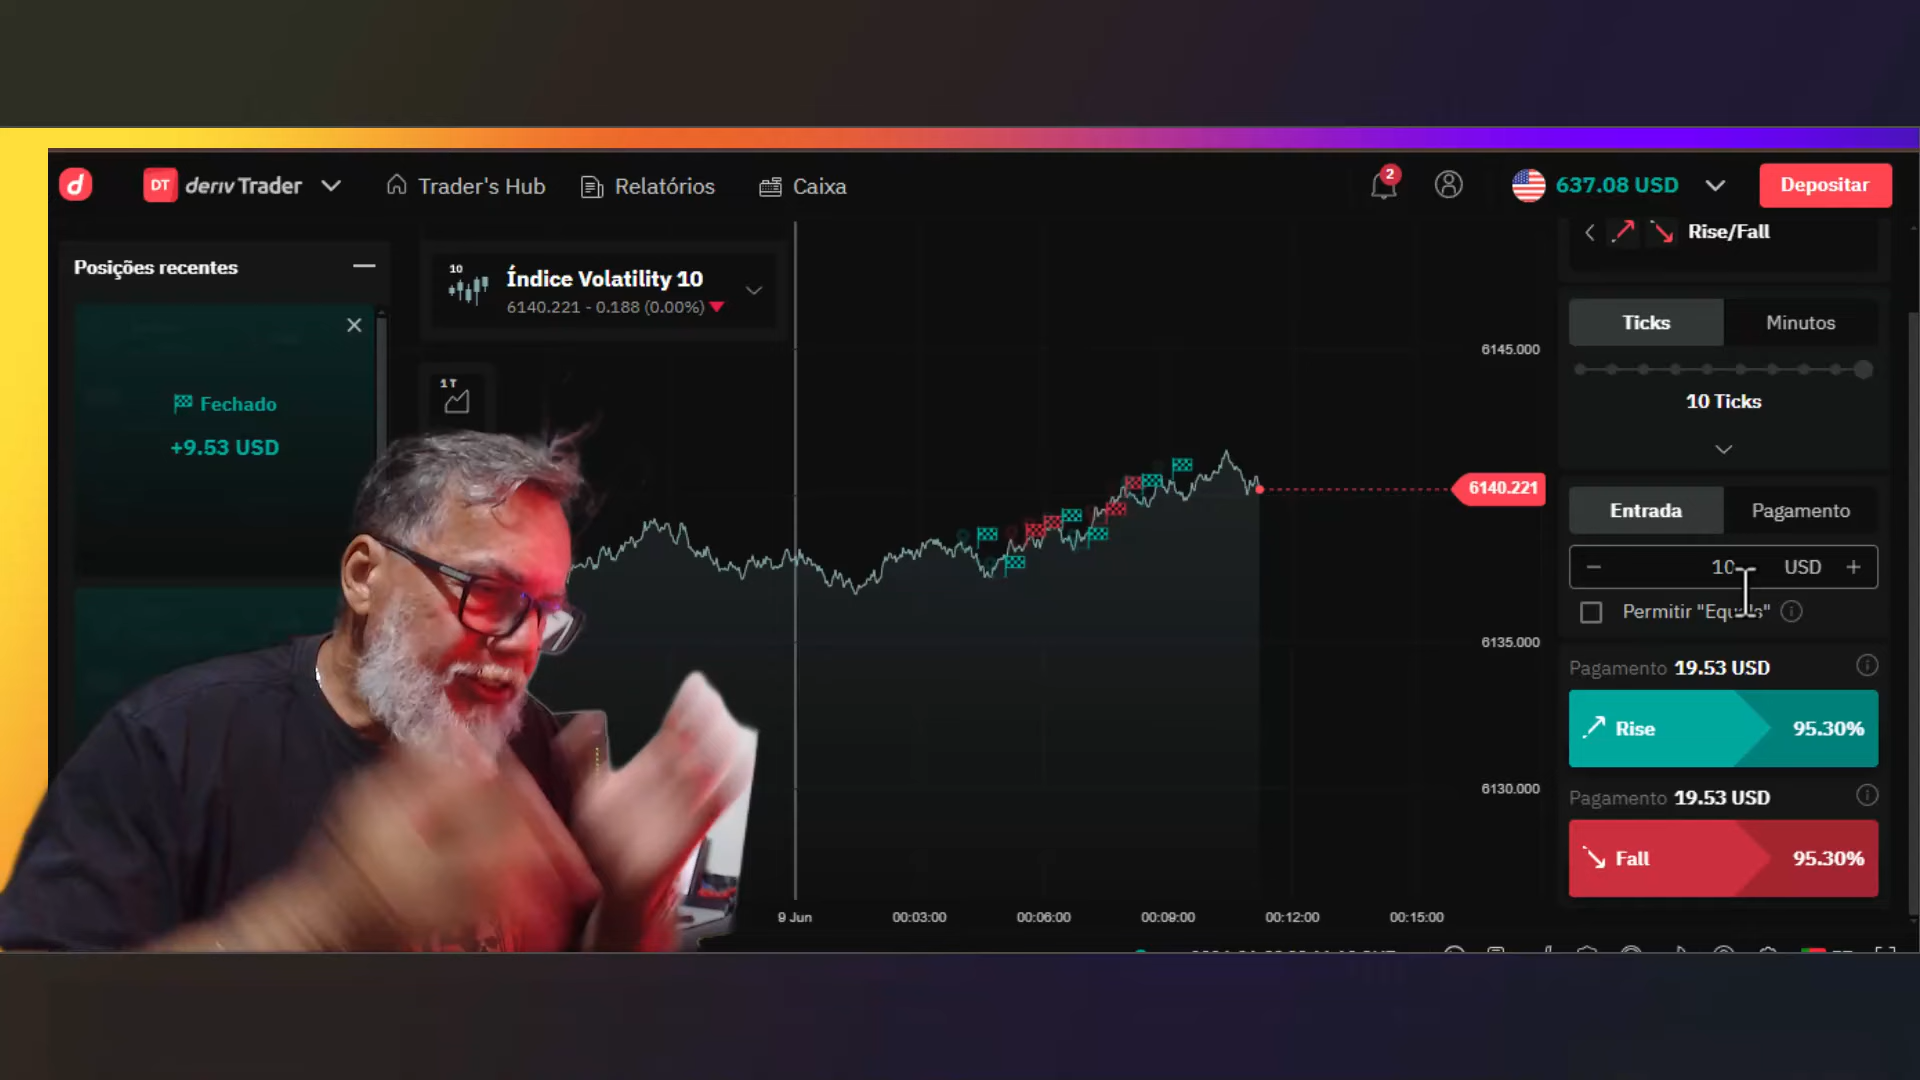 d DT deriv Trader Trader's Hub Relatórios Caixa 2 637.08 USD Depositar
Posições recentes
Fechado
+9.53 USD
10 Índice Volatility 10
6140.221 - 0.188 (0.00%)
1T
6145.000
6140.221
6135.000
6130.000
9 Jun 00:03:00 00:06:00 00:09:00 00:12:00 00:15:00
Rise/Fall
Ticks Minutos
10 Ticks
Entrada Pagamento
10 USD
Permitir "Equals"
Pagamento 19.53 USD
Rise 95.30%
Pagamento 19.53 USD
Fall 95.30%